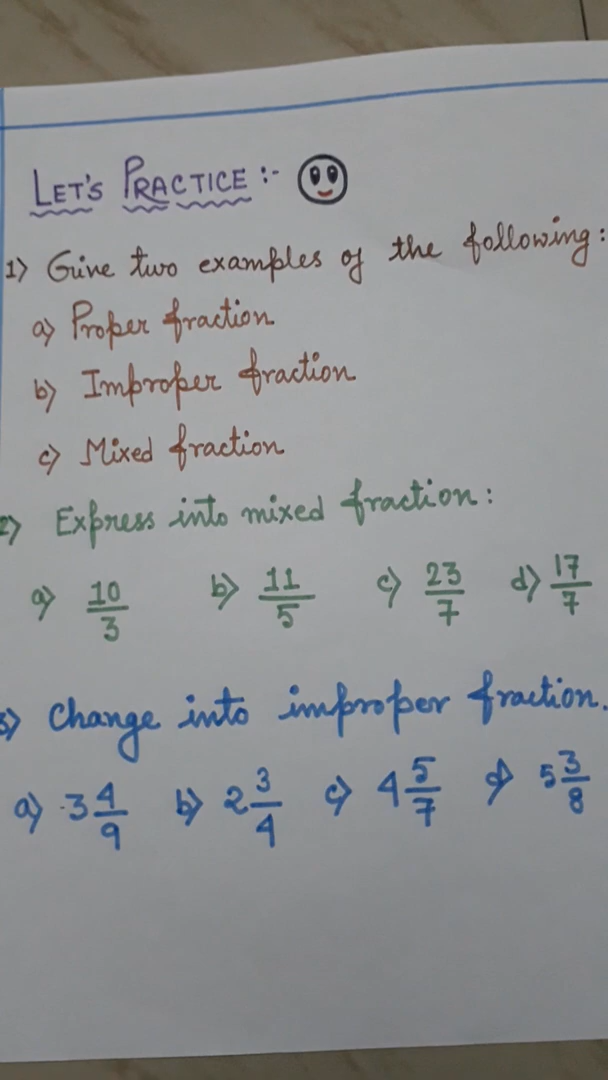 LET'S PRACTICE :-
1) Give two examples of the following :
a) Proper fraction
b) Improper fraction
c) Mixed fraction
2) Express into mixed fraction :
a) 10/3 b) 11/5 c) 23/7 d) 17/7
3) Change into improper fraction.
a) 3 4/9 b) 2 3/4 c) 4 5/7 d) 5 3/8